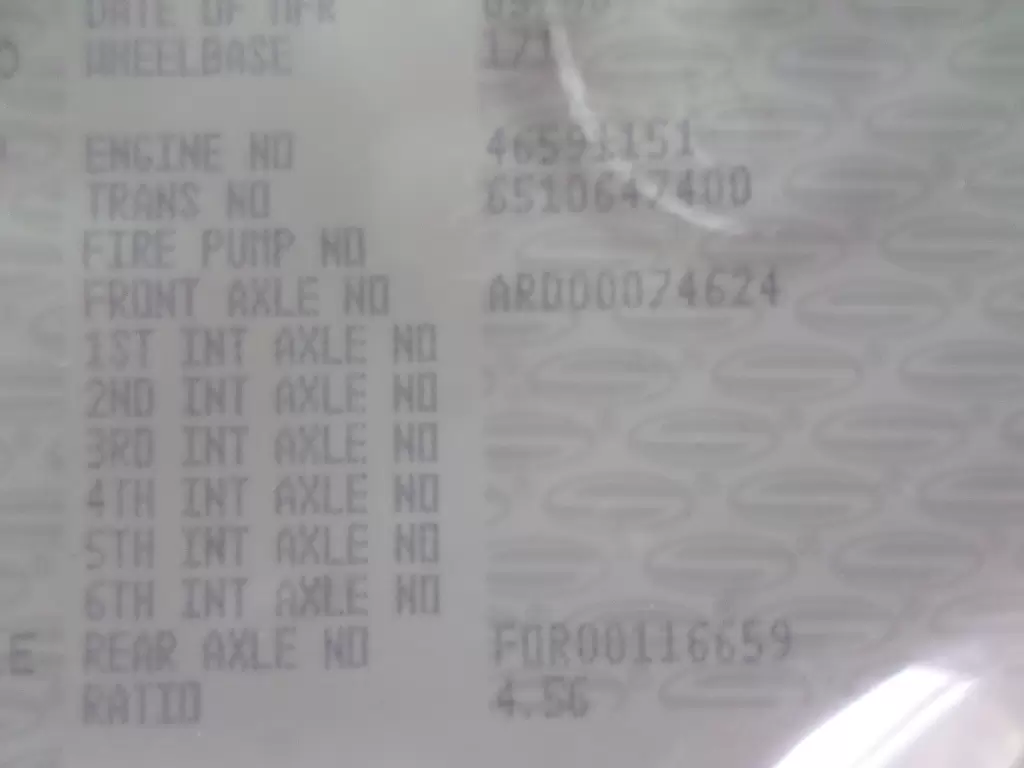 DATE OF MFR
WHEELBASE 171
ENGINE NO 46591151
TRANS NO 6510647400
FIRE PUMP NO
FRONT AXLE NO ARD00074624
1ST INT AXLE NO
2ND INT AXLE NO
3RD INT AXLE NO
4TH INT AXLE NO
5TH INT AXLE NO
6TH INT AXLE NO
REAR AXLE NO FQR00116659
RATIO 4.56